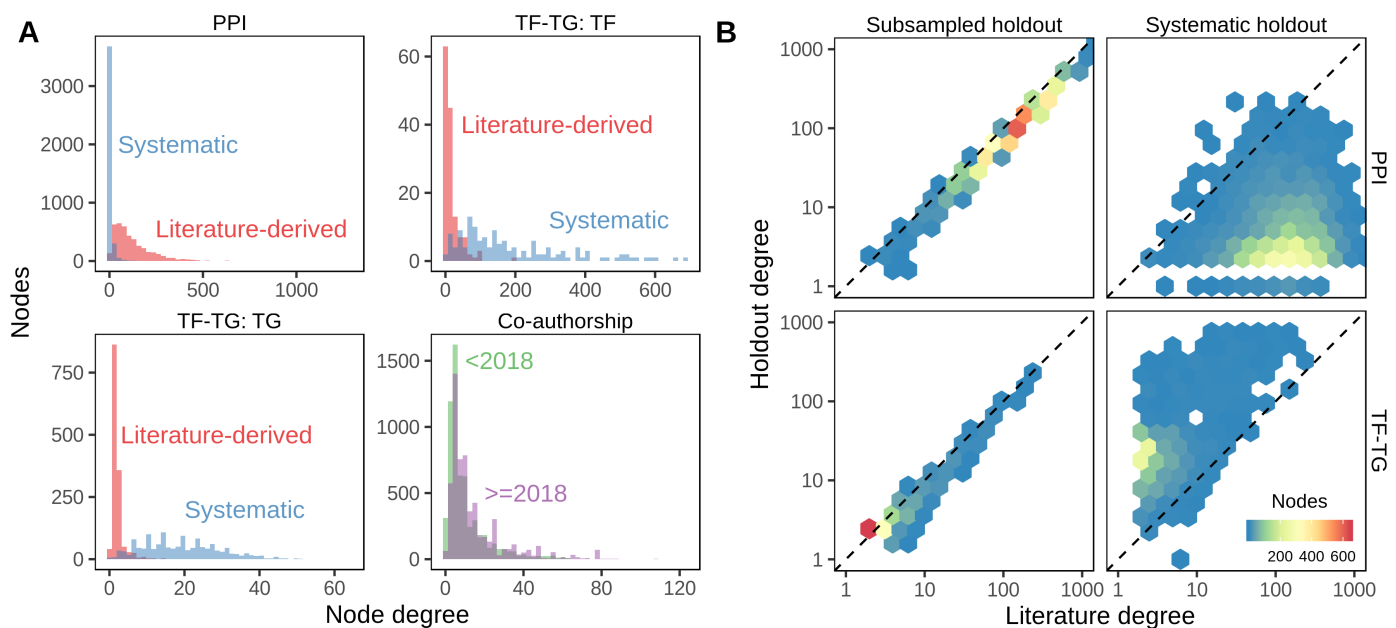 A
PPI
TF-TG: TF
Systematic
Literature-derived
3000
2000
1000
0
0
500
1000
Literature-derived
Systematic
60
40
20
0
0
200
400
600
TF-TG: TG
Co-authorship
Literature-derived
Systematic
750
500
250
0
0
20
40
60
<2018
>=2018
1500
1000
500
0
0
40
80
120
Nodes
Node degree
B
Subsampled holdout
Systematic holdout
1000
100
10
1
PPI
1000
100
10
1
TF-TG
1
10
100
1000
1
10
100
1000
Nodes
200 400 600
Holdout degree
Literature degree